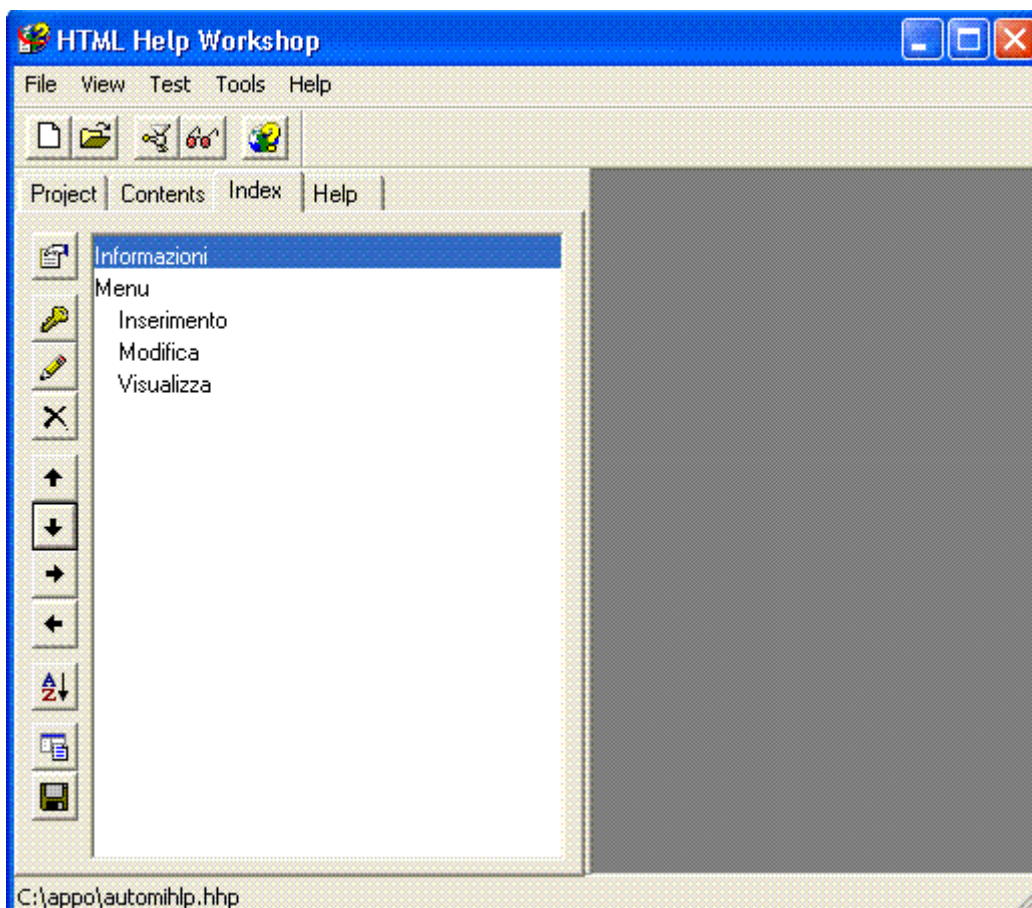 HTML Help Workshop
File View Test Tools Help
Project Contents Index Help
Informazioni
Menu
Inserimento
Modifica
Visualizza
A
Z
C:\appo\automihlp.hhp